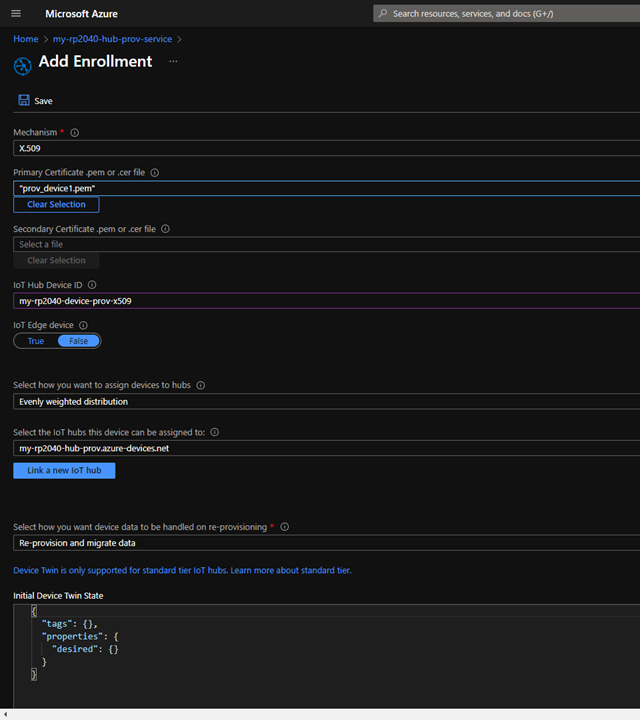 Microsoft Azure
Search resources, services, and docs (G+/)
Home > my-rp2040-hub-prov-service >
Add Enrollment ...
Save
Mechanism *
X.509
Primary Certificate .pem or .cer file
"prov_device1.pem"
Clear Selection
Secondary Certificate .pem or .cer file
Select a file
Clear Selection
IoT Hub Device ID
my-rp2040-device-prov-x509
IoT Edge device
True False
Select how you want to assign devices to hubs
Evenly weighted distribution
Select the IoT hubs this device can be assigned to:
my-rp2040-hub-prov.azure-devices.net
Link a new IoT hub
Select how you want device data to be handled on re-provisioning *
Re-provision and migrate data
Device Twin is only supported for standard tier IoT hubs. Learn more about standard tier.
Initial Device Twin State
{
"tags": {},
"properties": {
"desired": {}
}
}